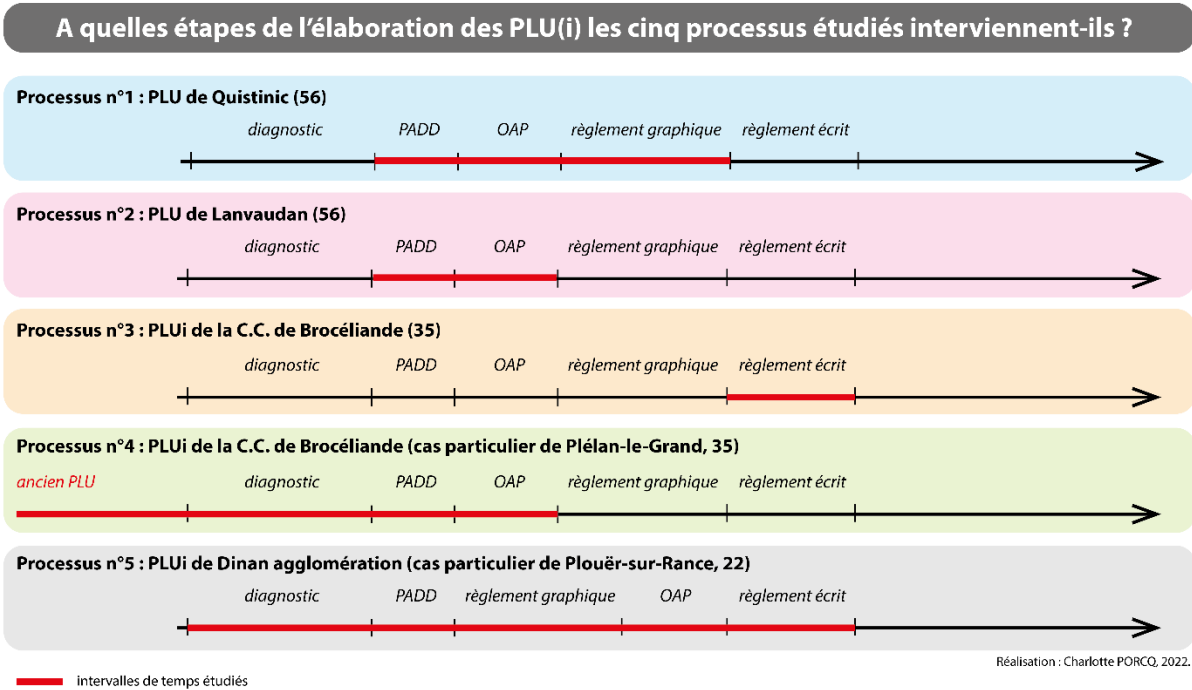 A quelles étapes de l'élaboration des PLU(i) les cinq processus étudiés interviennent-ils ?
Processus n°1 : PLU de Quistinic (56)
diagnostic PADD OAP règlement graphique règlement écrit
Processus n°2 : PLU de Lanvaudan (56)
diagnostic PADD OAP règlement graphique règlement écrit
Processus n°3 : PLUi de la C.C. de Brocéliande (35)
diagnostic PADD OAP règlement graphique règlement écrit
Processus n°4 : PLUi de la C.C. de Brocéliande (cas particulier de Plélan-le-Grand, 35)
ancien PLU diagnostic PADD OAP règlement graphique règlement écrit
Processus n°5 : PLUi de Dinan agglomération (cas particulier de Plouër-sur-Rance, 22)
diagnostic PADD règlement graphique OAP règlement écrit
Réalisation : Charlotte PORCQ, 2022.
intervalles de temps étudiés